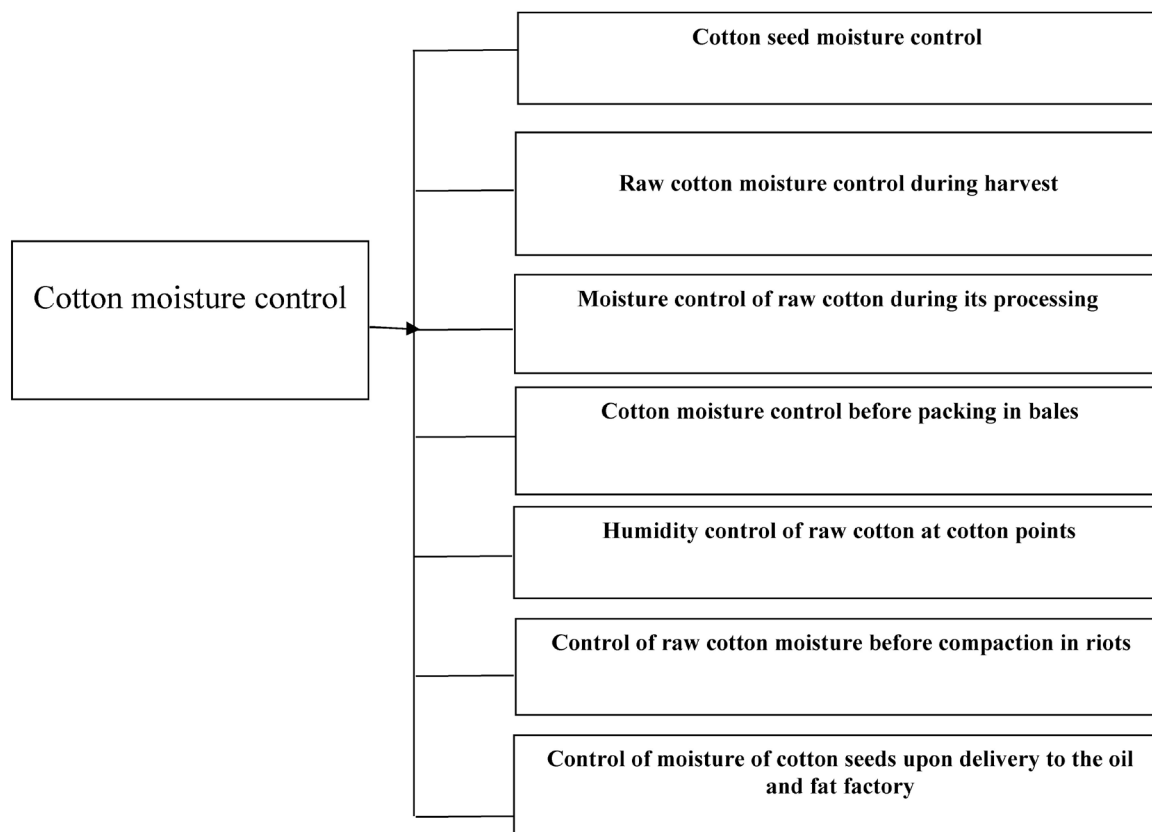 Cotton seed moisture control
Raw cotton moisture control during harvest
Cotton moisture control
Moisture control of raw cotton during its processing
Cotton moisture control before packing in bales
Humidity control of raw cotton at cotton points
Control of raw cotton moisture before compaction in riots
Control of moisture of cotton seeds upon delivery to the oil
and fat factory